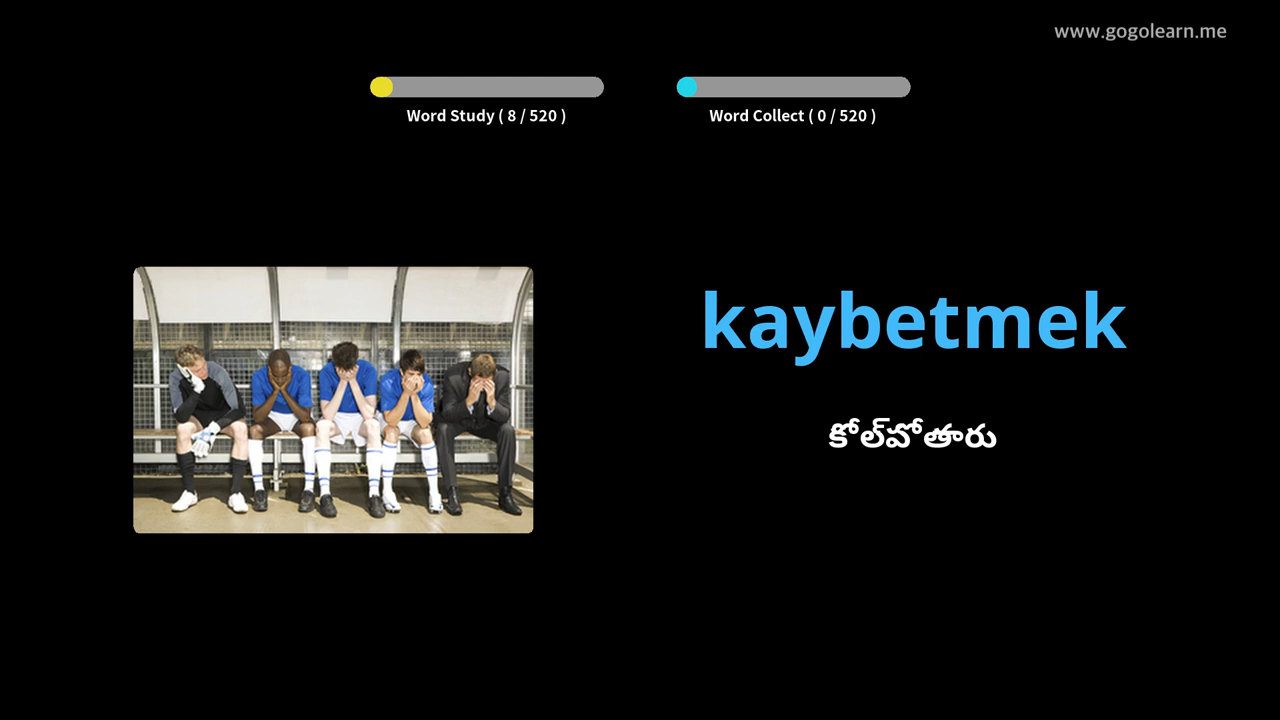 www.gogolearn.me
Word Study ( 8 / 520 )
Word Collect ( 0 / 520 )
kaybetmek
కోల్‌వోతారు